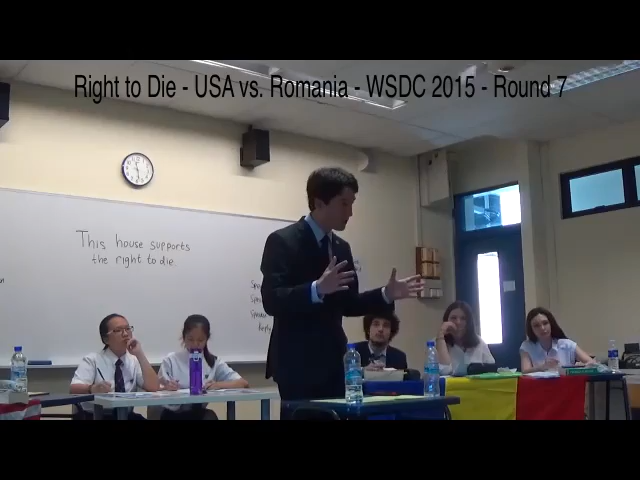 Right to Die - USA vs. Romania - WSDC 2015 - Round 7
This house supports
the right to die.